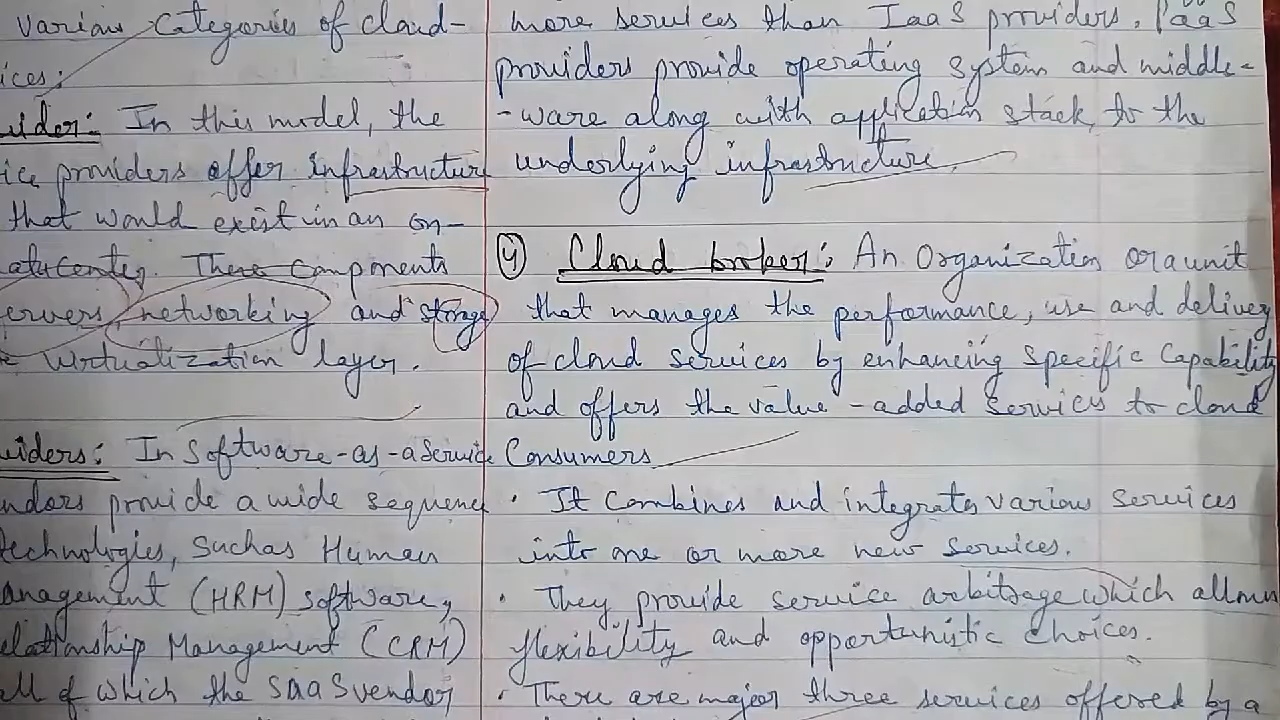 various categories of cloud-
ices:
uider: In this model, the
ice providers offer infrastructure
that would exist in an on-
atacenter. These components
ervers, networking and storage
e virtualization layer.
uiders: In Software-as-a Service
ndors provide a wide sequence
technologies, such as Human
anagement (HRM) software,
elationship Management (CRM)
all of which the SaaS vendor
more services than IaaS providers. PaaS
providers provide operating system and middle-
-ware along with application stack, to the
underlying infrastructure.
④ Cloud broker: An Organization or a unit
that manages the performance, use and delivery
of cloud services by enhancing specific Capability
and offers the value-added services to cloud
Consumers
· It combines and integrates various services
into one or more new services.
· They provide service arbitrage which allows
flexibility and opportunistic choices.
· There are major three services offered by a